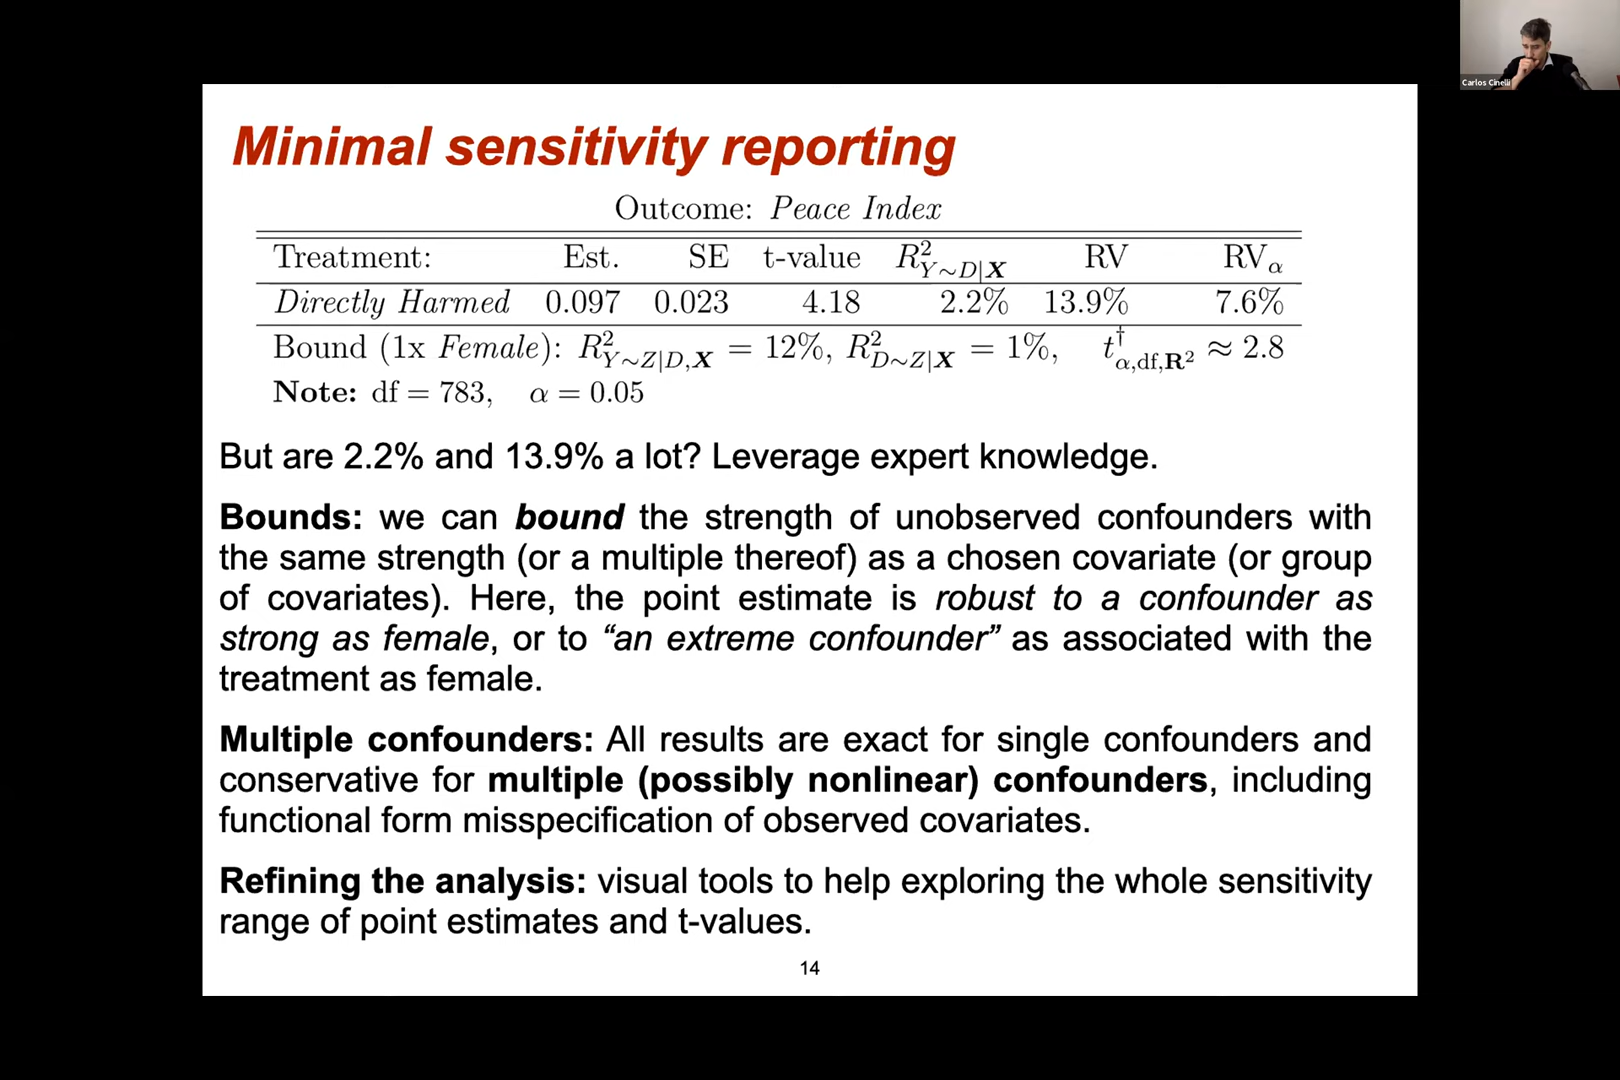 Carlos Cinelli
Minimal sensitivity reporting
Outcome: Peace Index
Treatment: Est. SE t-value R²_{Y∼D|X} RV RV_α
Directly Harmed 0.097 0.023 4.18 2.2% 13.9% 7.6%
Bound (1x Female): R²_{Y∼Z|D,X} = 12%, R²_{D∼Z|X} = 1%, t†_{α,df,R²} ≈ 2.8
Note: df = 783, α = 0.05
But are 2.2% and 13.9% a lot? Leverage expert knowledge.
Bounds: we can bound the strength of unobserved confounders with
the same strength (or a multiple thereof) as a chosen covariate (or group
of covariates). Here, the point estimate is robust to a confounder as
strong as female, or to “an extreme confounder” as associated with the
treatment as female.
Multiple confounders: All results are exact for single confounders and
conservative for multiple (possibly nonlinear) confounders, including
functional form misspecification of observed covariates.
Refining the analysis: visual tools to help exploring the whole sensitivity
range of point estimates and t-values.
14